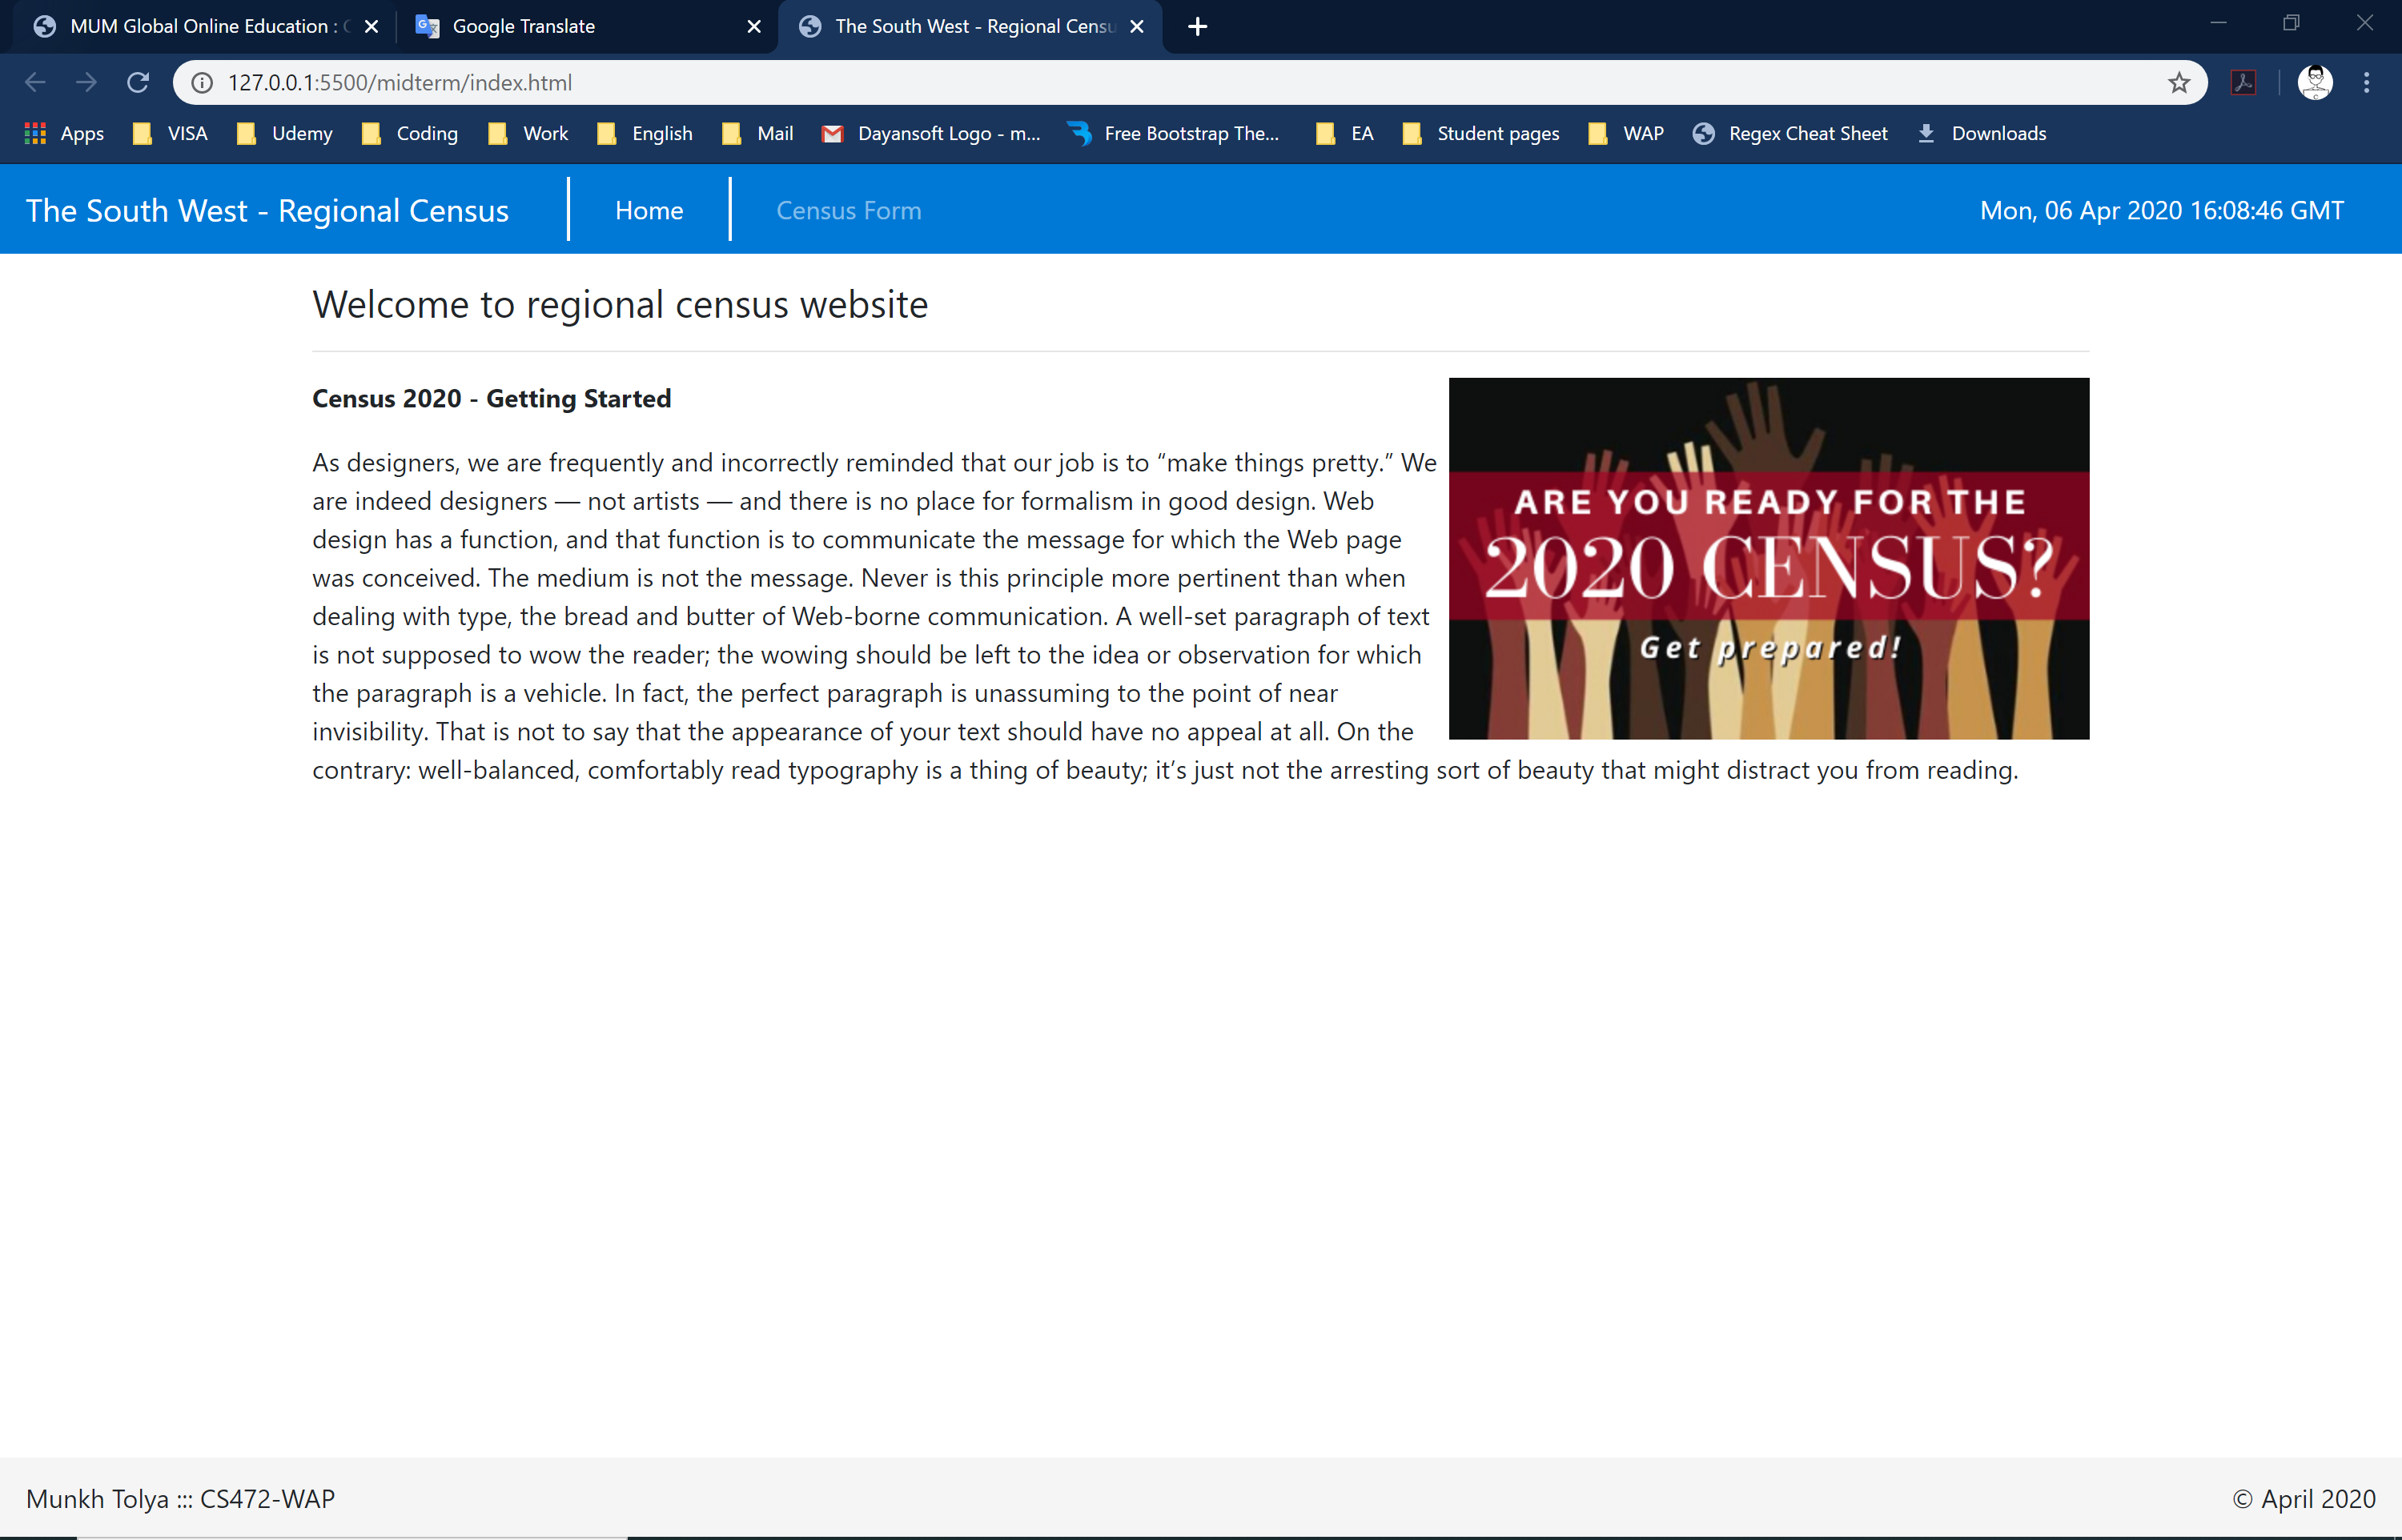 MUM Global Online Education :
Google Translate
The South West - Regional Censu
127.0.0.1:5500/midterm/index.html
Apps VISA Udemy Coding Work English Mail Dayansoft Logo - m... Free Bootstrap The... EA Student pages WAP Regex Cheat Sheet Downloads
The South West - Regional Census Home Census Form Mon, 06 Apr 2020 16:08:46 GMT
Welcome to regional census website
Census 2020 - Getting Started
As designers, we are frequently and incorrectly reminded that our job is to “make things pretty.” We
are indeed designers — not artists — and there is no place for formalism in good design. Web
design has a function, and that function is to communicate the message for which the Web page
was conceived. The medium is not the message. Never is this principle more pertinent than when
dealing with type, the bread and butter of Web-borne communication. A well-set paragraph of text
is not supposed to wow the reader; the wowing should be left to the idea or observation for which
the paragraph is a vehicle. In fact, the perfect paragraph is unassuming to the point of near
invisibility. That is not to say that the appearance of your text should have no appeal at all. On the
contrary: well-balanced, comfortably read typography is a thing of beauty; it’s just not the arresting sort of beauty that might distract you from reading.
ARE YOU READY FOR THE
2020 CENSUS?
Get prepared!
Munkh Tolya ::: CS472-WAP © April 2020